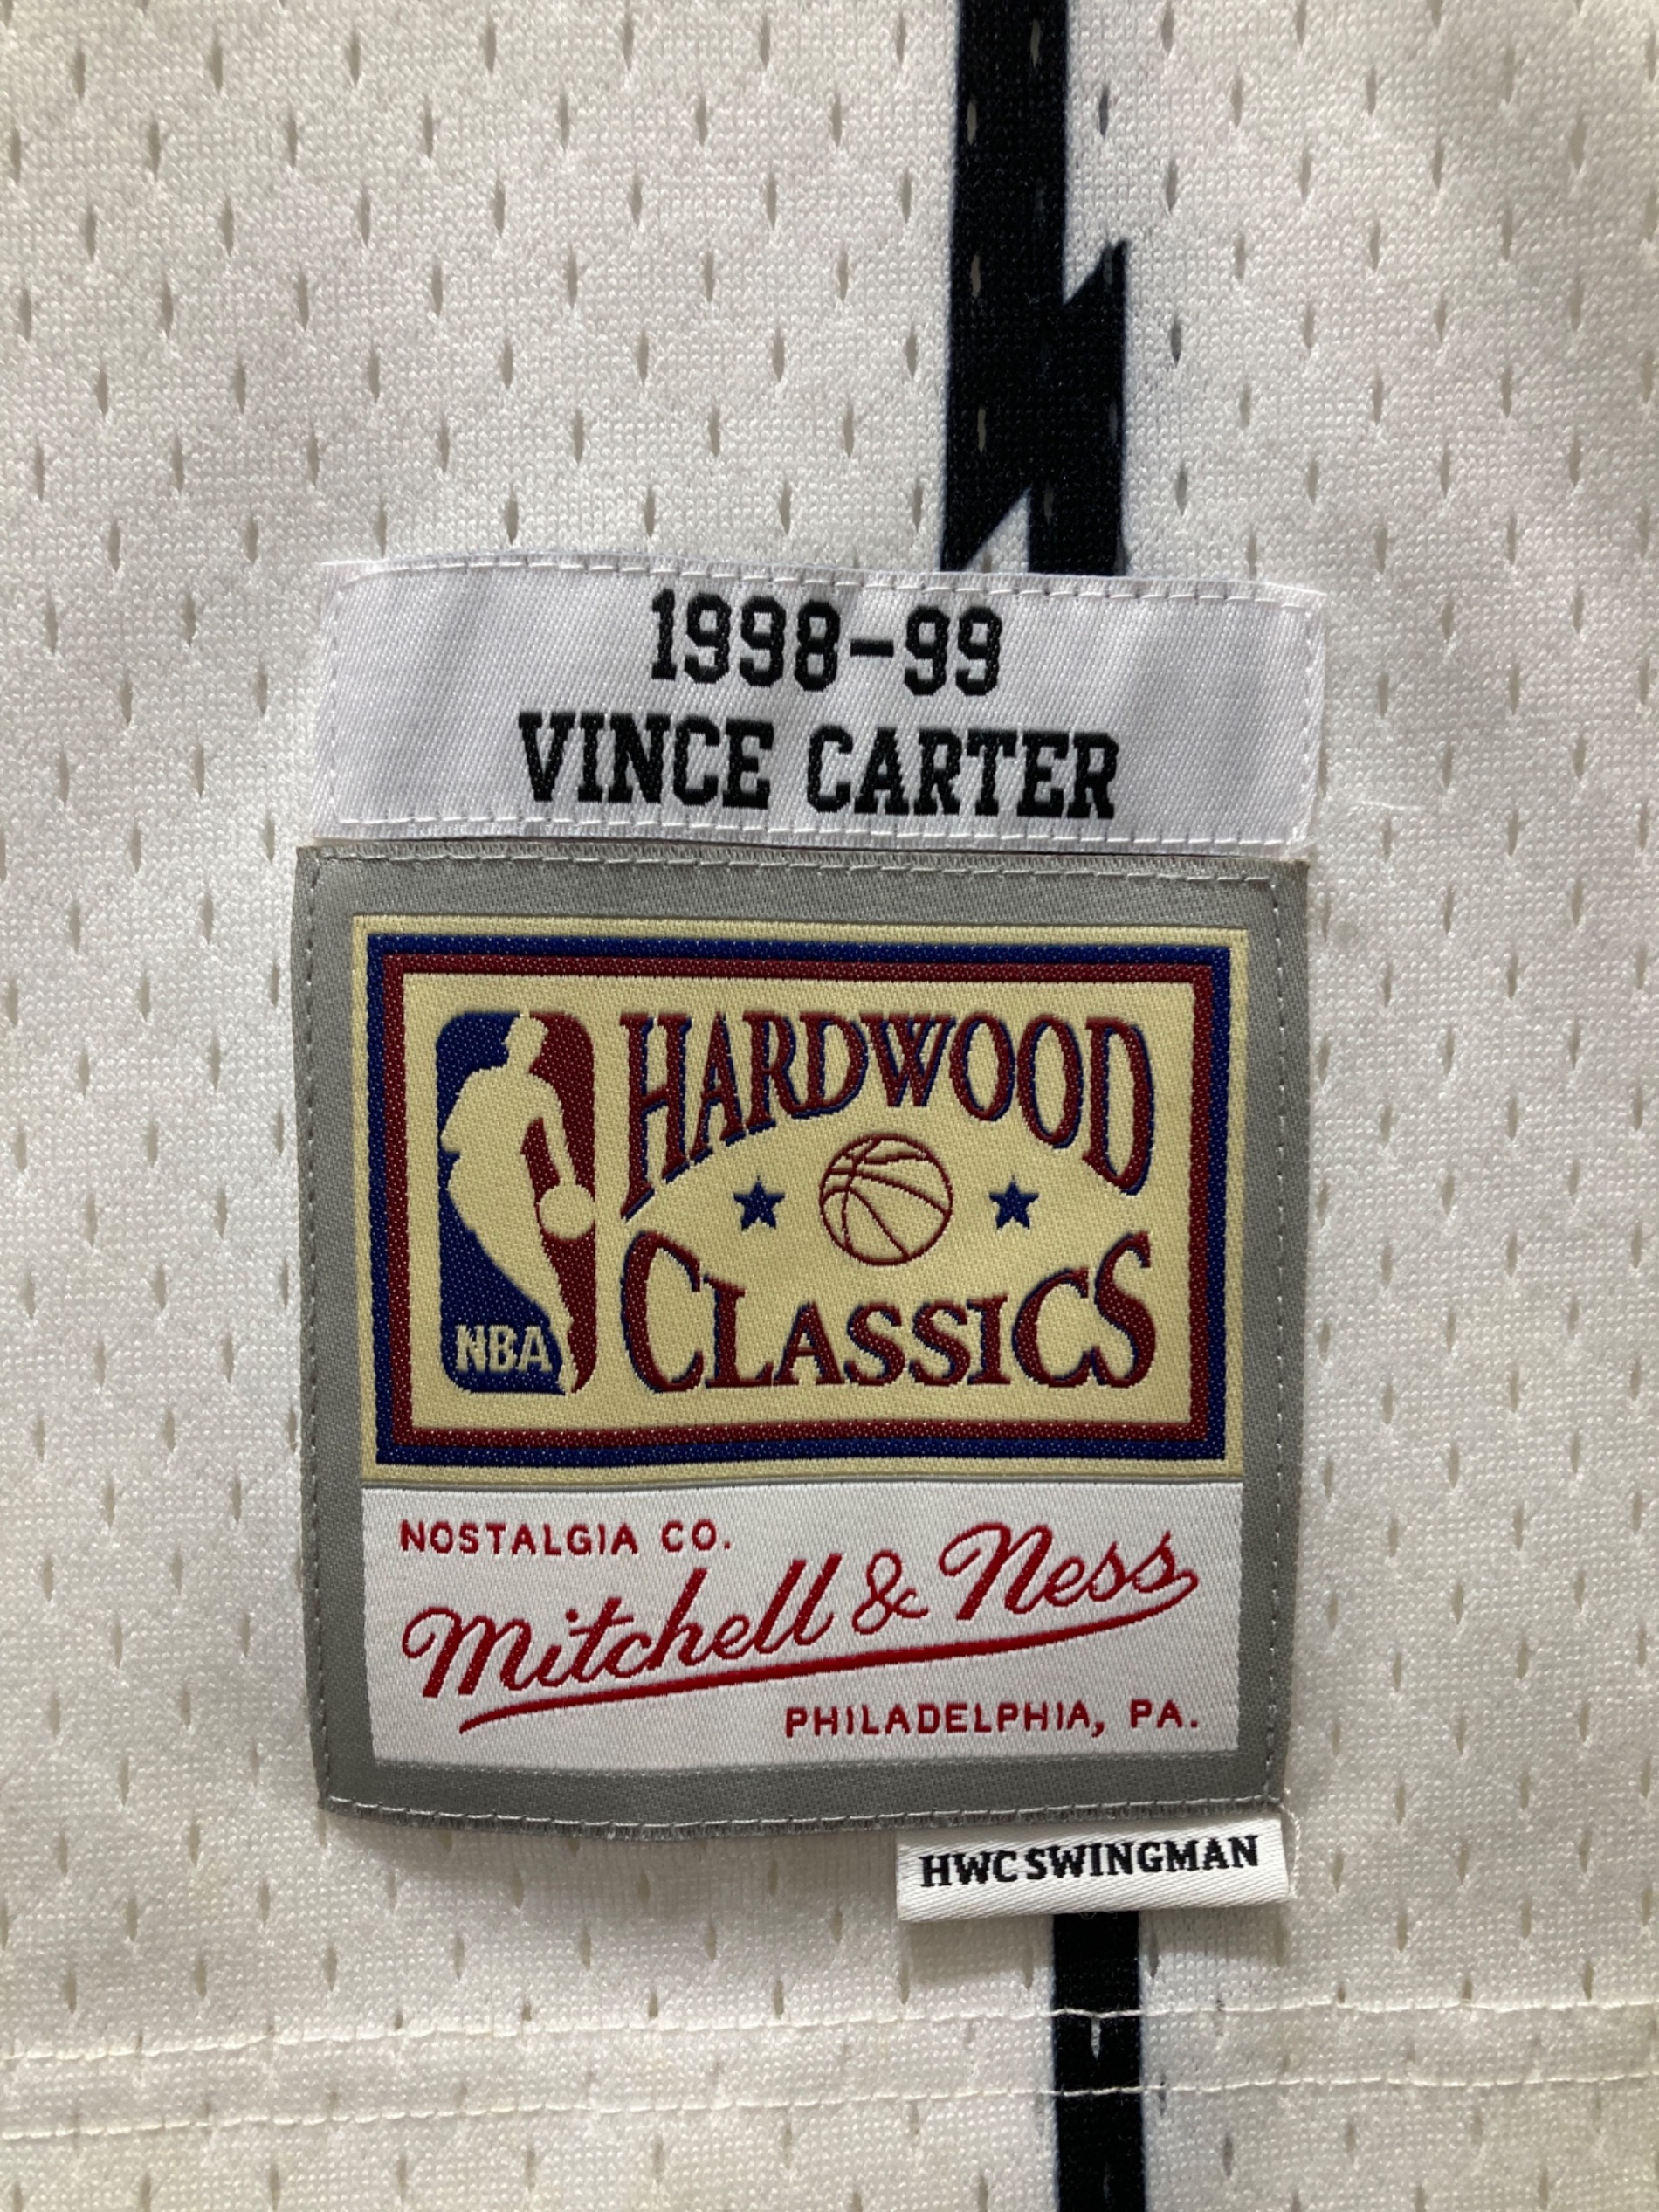 1998-99
VINCE CARTER
HARDWOOD
CLASSICS
NBA
NOSTALGIA CO.
Mitchell & Ness
PHILADELPHIA, PA.
HWC SWINGMAN